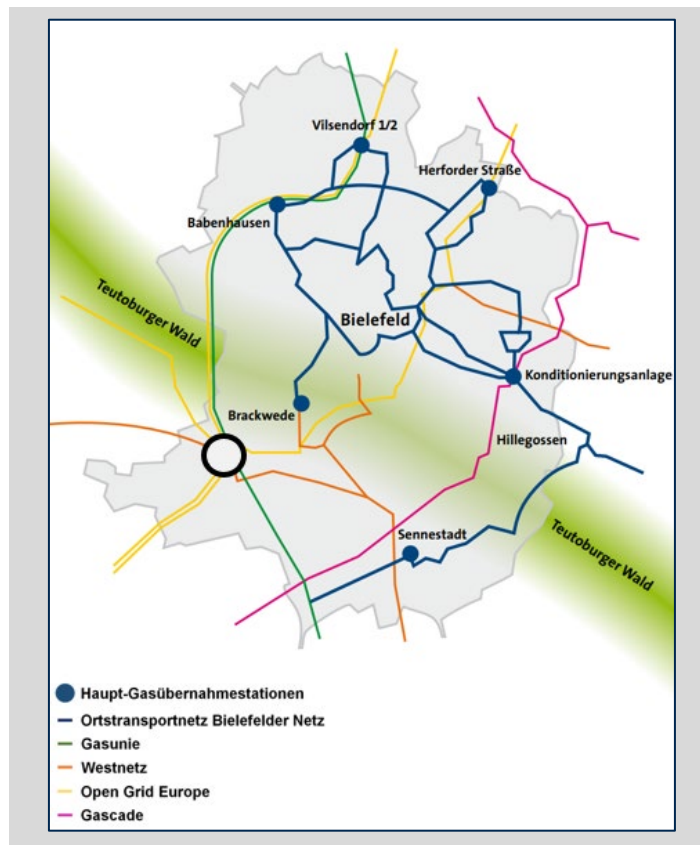 Vilsendorf 1/2
Herforder Straße
Babenhausen
Teutoburger Wald
Bielefeld
Konditionierungsanlage
Brackwede
Hillegossen
Sennestadt
Teutoburger Wald
Haupt-Gasübernahmestationen
Ortstransportnetz Bielefelder Netz
Gasunie
Westnetz
Open Grid Europe
Gascade